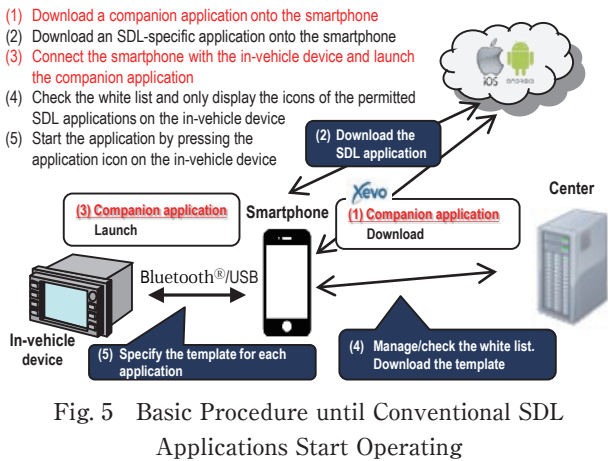 (1) Download a companion application onto the smartphone
(2) Download an SDL-specific application onto the smartphone
(3) Connect the smartphone with the in-vehicle device and launch
the companion application
(4) Check the white list and only display the icons of the permitted
SDL applications on the in-vehicle device
(5) Start the application by pressing the
application icon on the in-vehicle device
iOS ANDROID
(2) Download the
SDL application
Xevo
Center
(3) Companion application
Launch
Smartphone
(1) Companion application
Download
Bluetooth®/USB
In-vehicle
device
(5) Specify the template for each
application
(4) Manage/check the white list.
Download the template
Fig. 5 Basic Procedure until Conventional SDL
Applications Start Operating